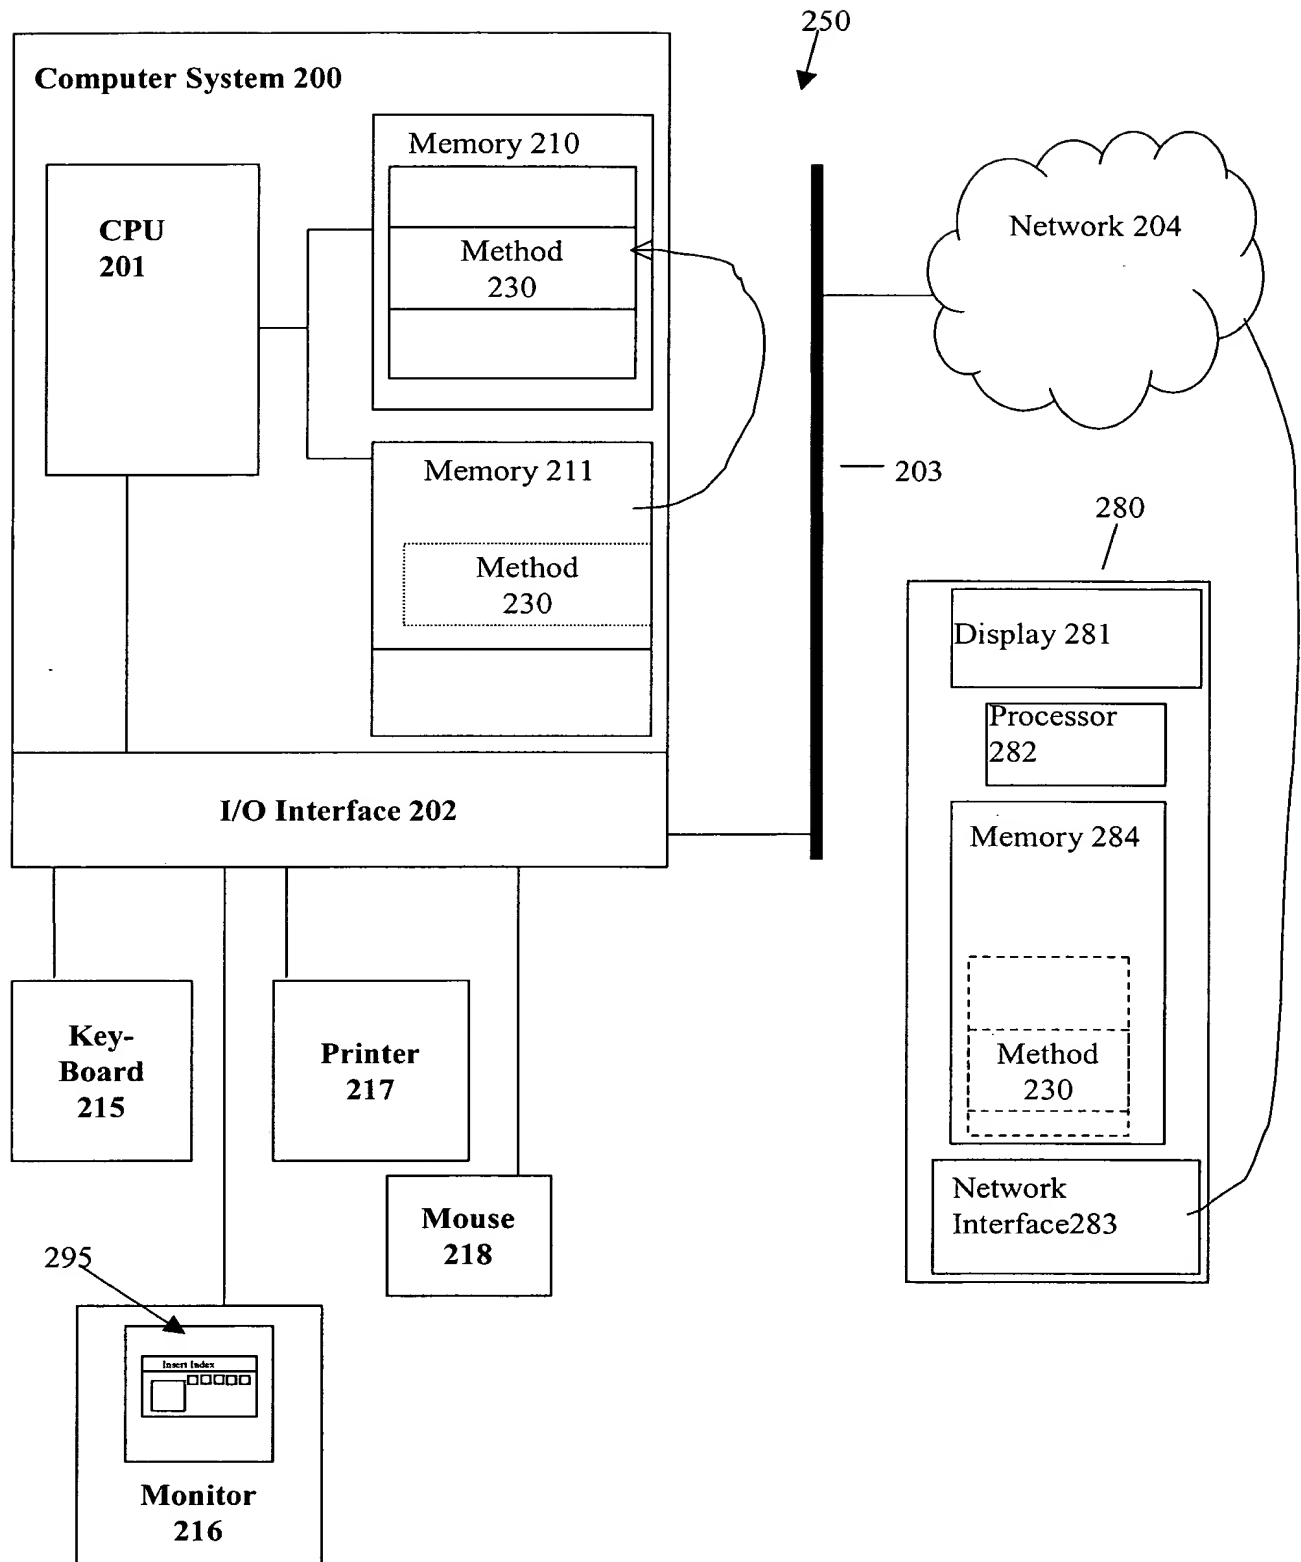 250
Computer System 200
Memory 210
CPU
201
Method
230
Network 204
Memory 211
203
Method
230
280
Display 281
Processor
282
I/O Interface 202
Memory 284
Method
230
Key-
Board
215
Printer
217
Network
Interface283
Mouse
218
295
Insert Index
Monitor
216